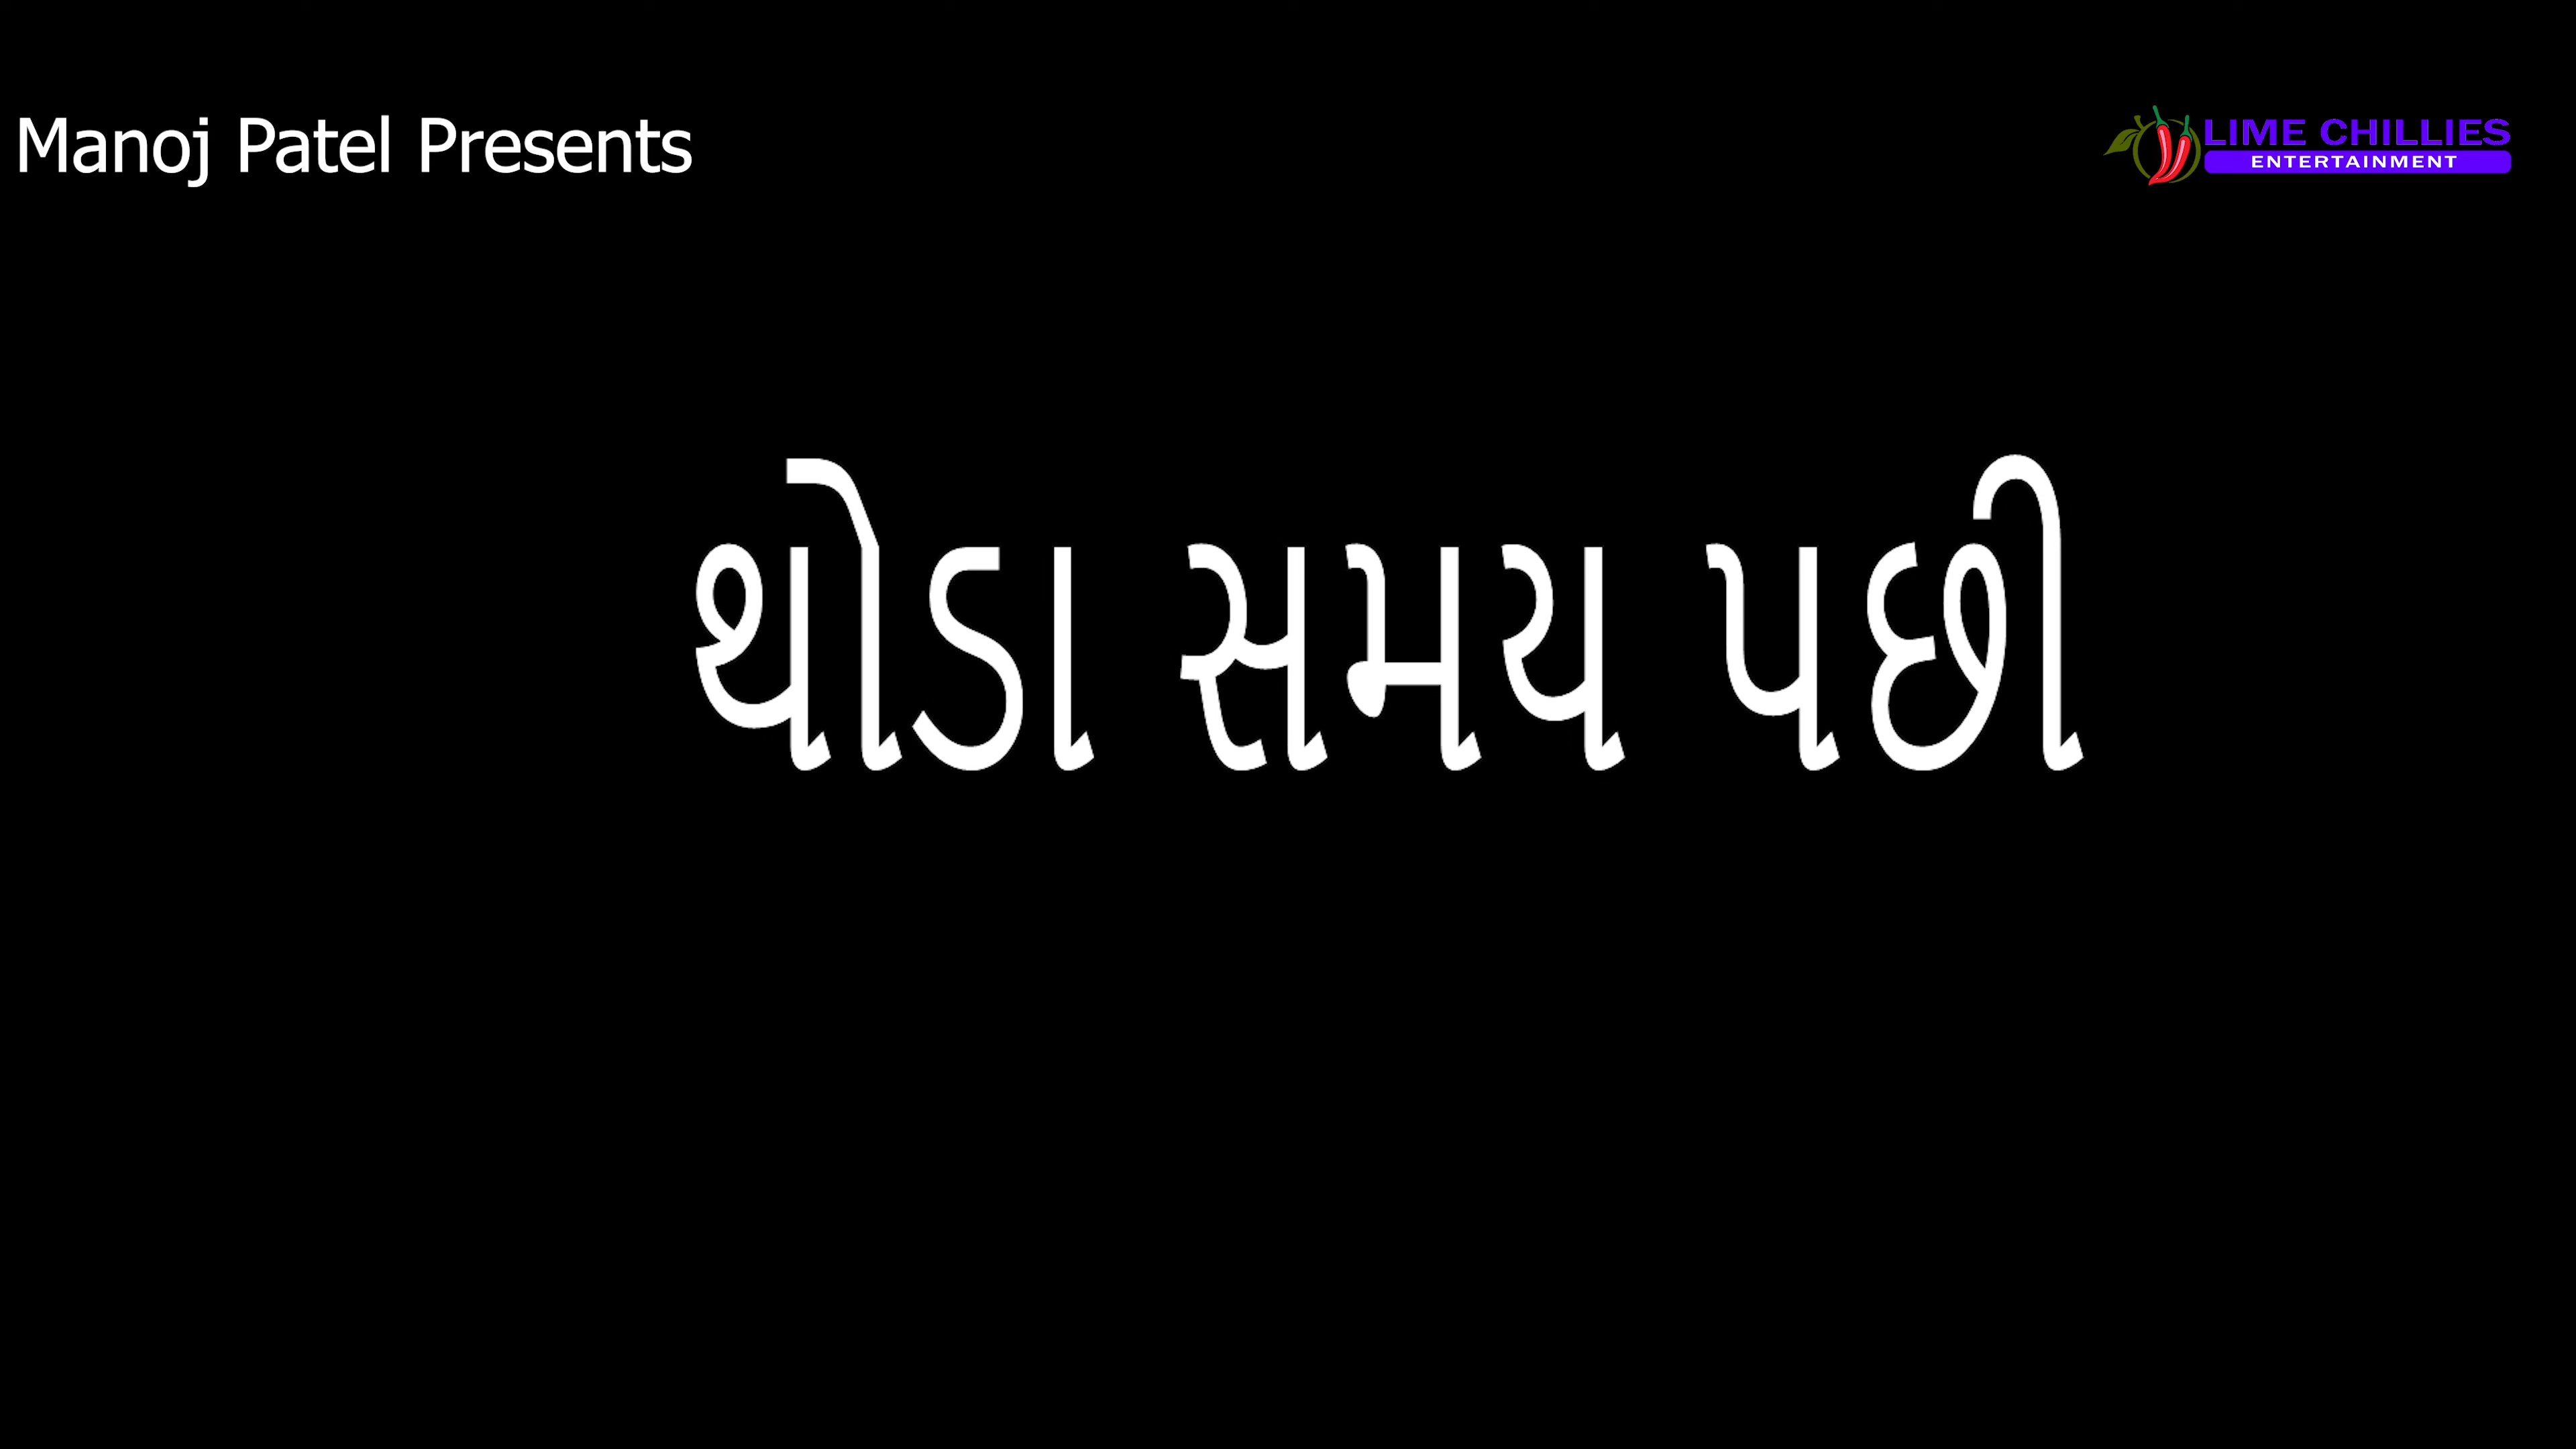 Manoj Patel Presents
LIME CHILLIES
ENTERTAINMENT
થોડા સમય પછી